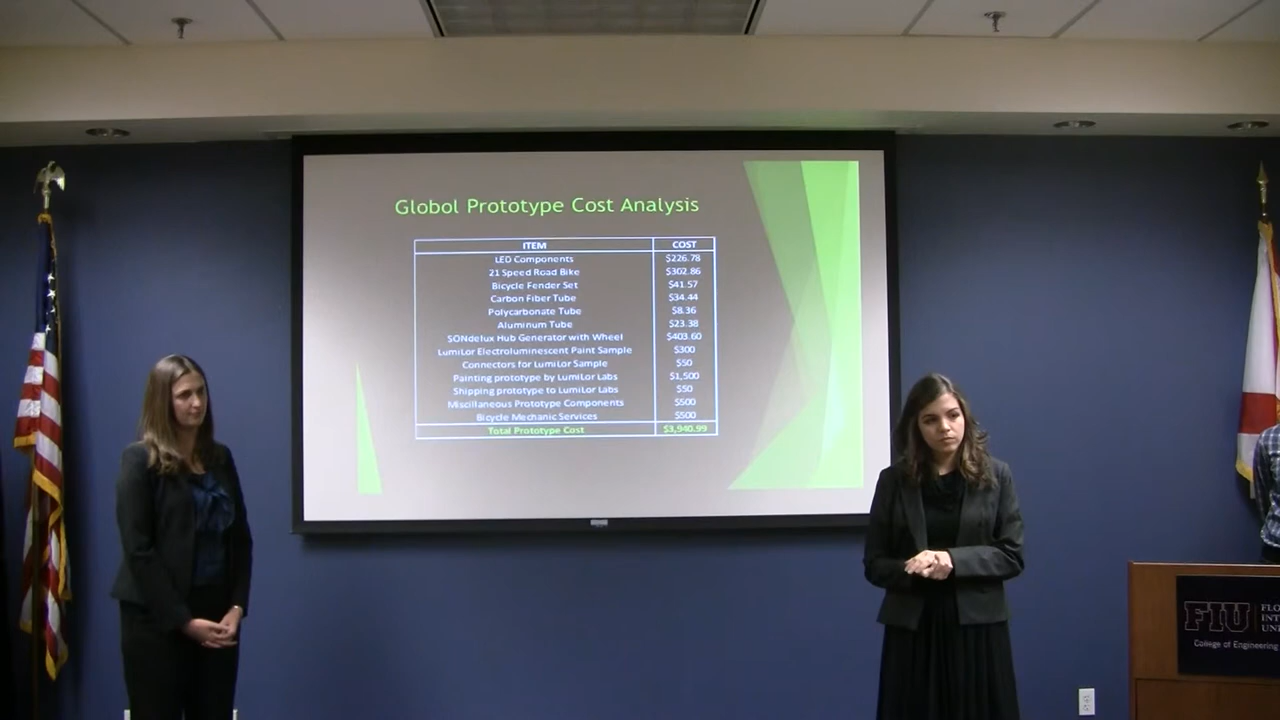 Globol Prototype Cost Analysis
ITEM COST
LED Components $226.78
21 Speed Road Bike $302.86
Bicycle Fender Set $41.57
Carbon Fiber Tube $34.44
Polycarbonate Tube $8.36
Aluminum Tube $23.38
SONdelux Hub Generator with Wheel $403.60
LumiLor Electroluminescent Paint Sample $300
Connectors for LumiLor Sample $50
Painting prototype by LumiLor Labs $1,500
Shipping prototype to LumiLor Labs $50
Miscellaneous Prototype Components $500
Bicycle Mechanic Services $500
Total Prototype Cost $3,940.99
FIU
FLO
INT
UNI
College of Engineering